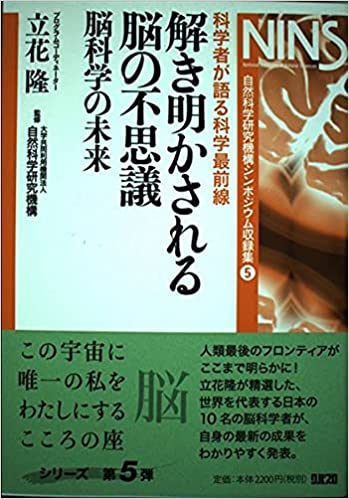 NINS
National Institutes of Natural Sciences
自然科学研究機構シンポジウム収録集5
科学者が語る科学最前線
解き明かされる
脳の不思議
脳科学の未来
プログラム・コーディネーター
立花 隆
監修
大学共同利用機関法人
自然科学研究機構
人類最後のフロンティアが
ここまで明らかに!
立花隆が精選した、
世界を代表する日本の
10名の脳科学者が、
自身の最新の成果を
わかりやすく発表。
定価:本体2200円(税別)
脳
この宇宙に
唯一の私を
わたしにする
こころの座
シリーズ 第5弾